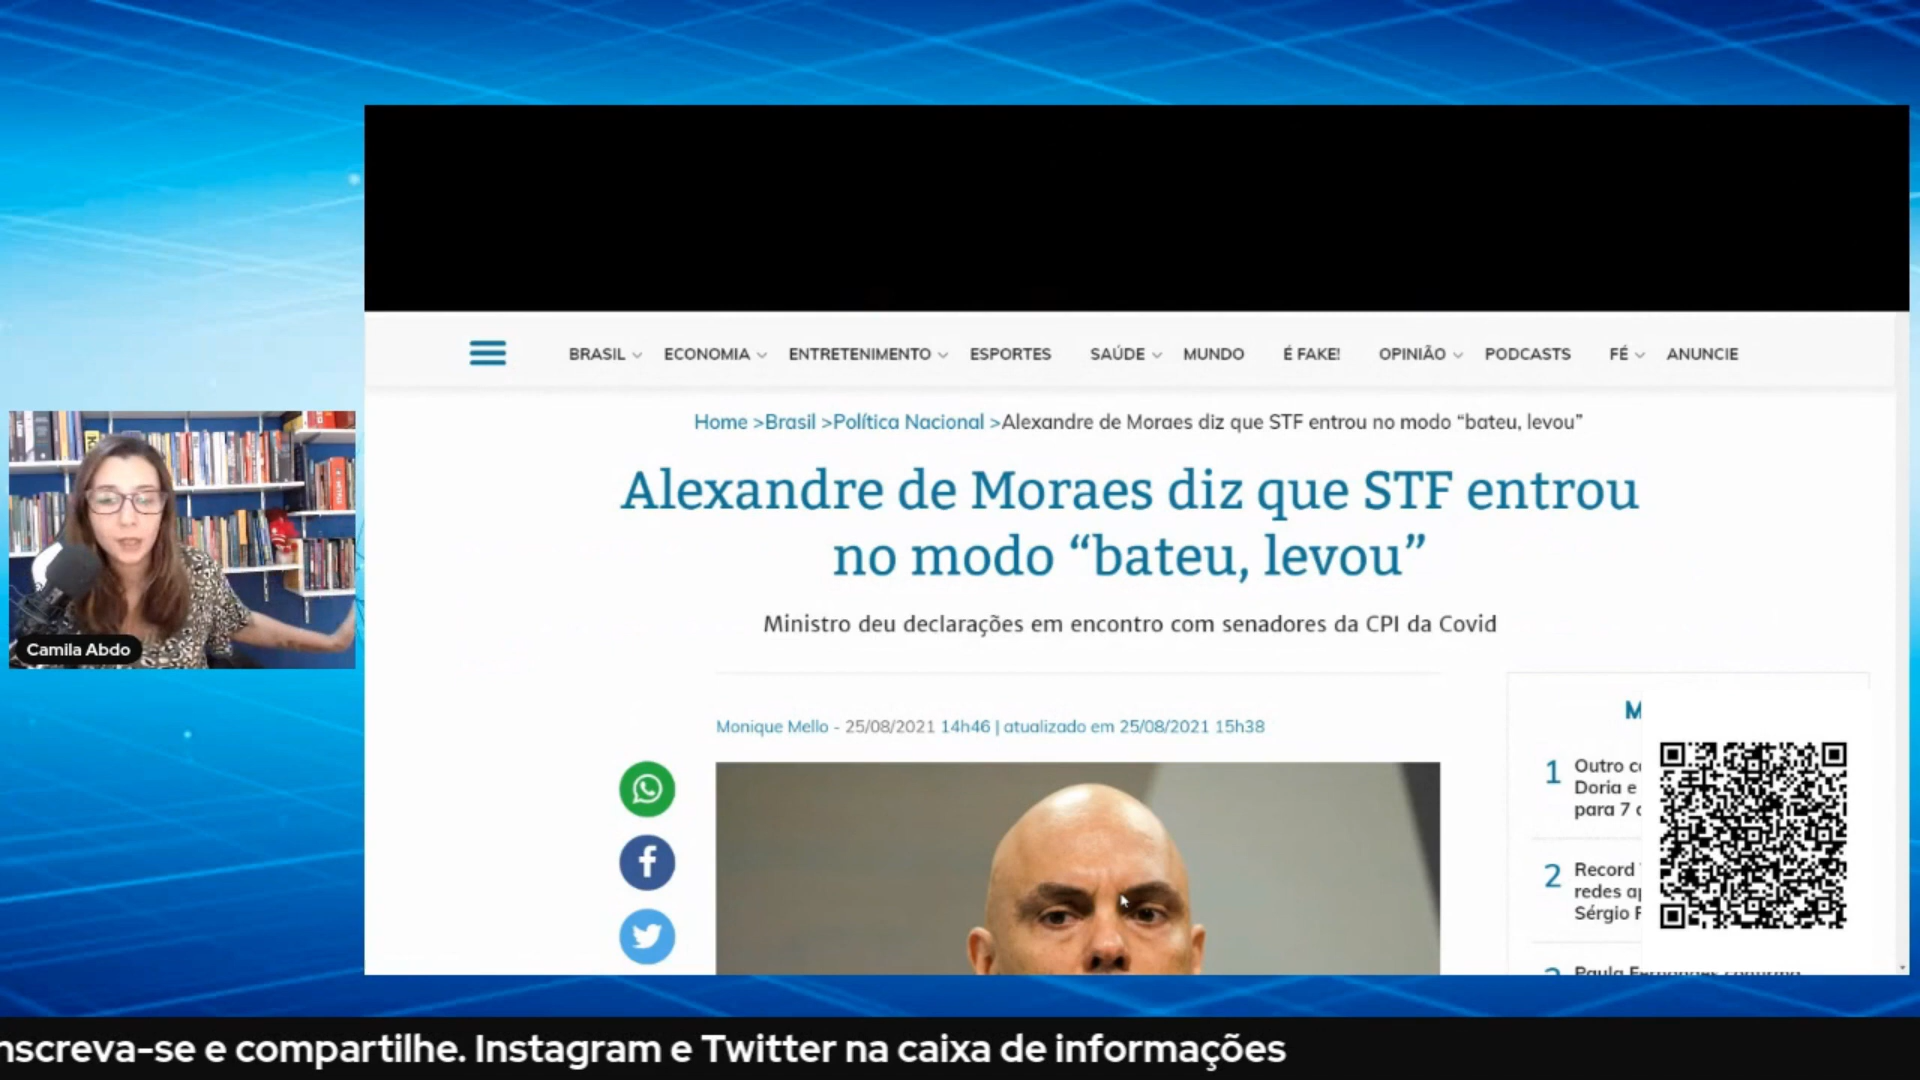 BRASIL ECONOMIA ENTRETENIMENTO ESPORTES SAÚDE MUNDO É FAKE! OPINIÃO PODCASTS FÉ ANUNCIE
Home >Brasil >Política Nacional >Alexandre de Moraes diz que STF entrou no modo “bateu, levou”
Alexandre de Moraes diz que STF entrou
no modo “bateu, levou”
Ministro deu declarações em encontro com senadores da CPI da Covid
Camila Abdo
Monique Mello - 25/08/2021 14h46 | atualizado em 25/08/2021 15h38
M
1 Outro
Doria e
para 7
2 Record
redes
Sérgio
Paula
nscreva-se e compartilhe. Instagram e Twitter na caixa de informações